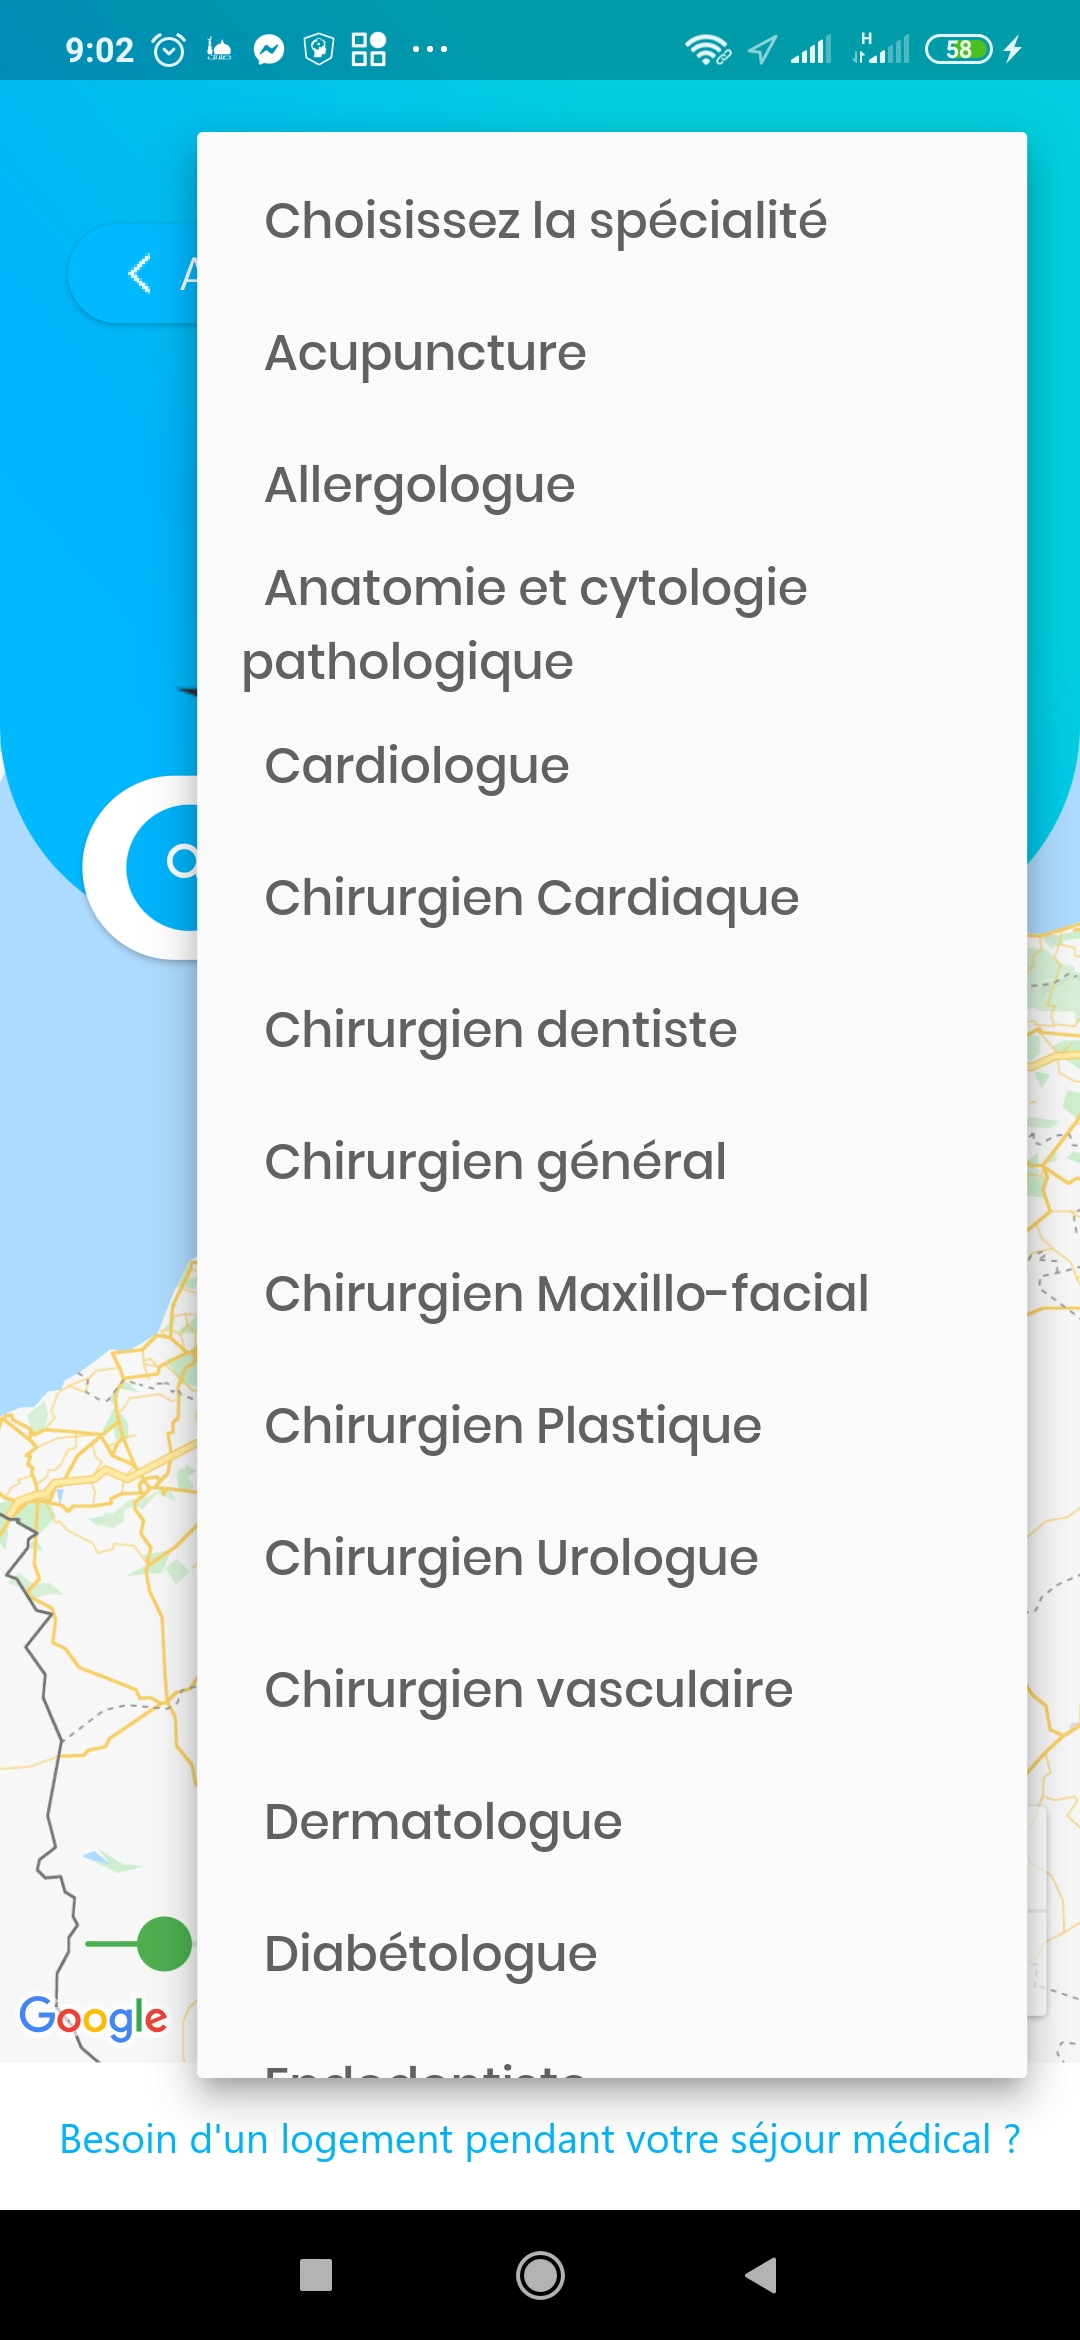 9:02
H
58
A
Choisissez la spécialité
Acupuncture
Allergologue
Anatomie et cytologie
pathologique
Cardiologue
Chirurgien Cardiaque
Chirurgien dentiste
Chirurgien général
Chirurgien Maxillo-facial
Chirurgien Plastique
Chirurgien Urologue
Chirurgien vasculaire
Dermatologue
Diabétologue
Endodontiste
Google
Besoin d'un logement pendant votre séjour médical ?